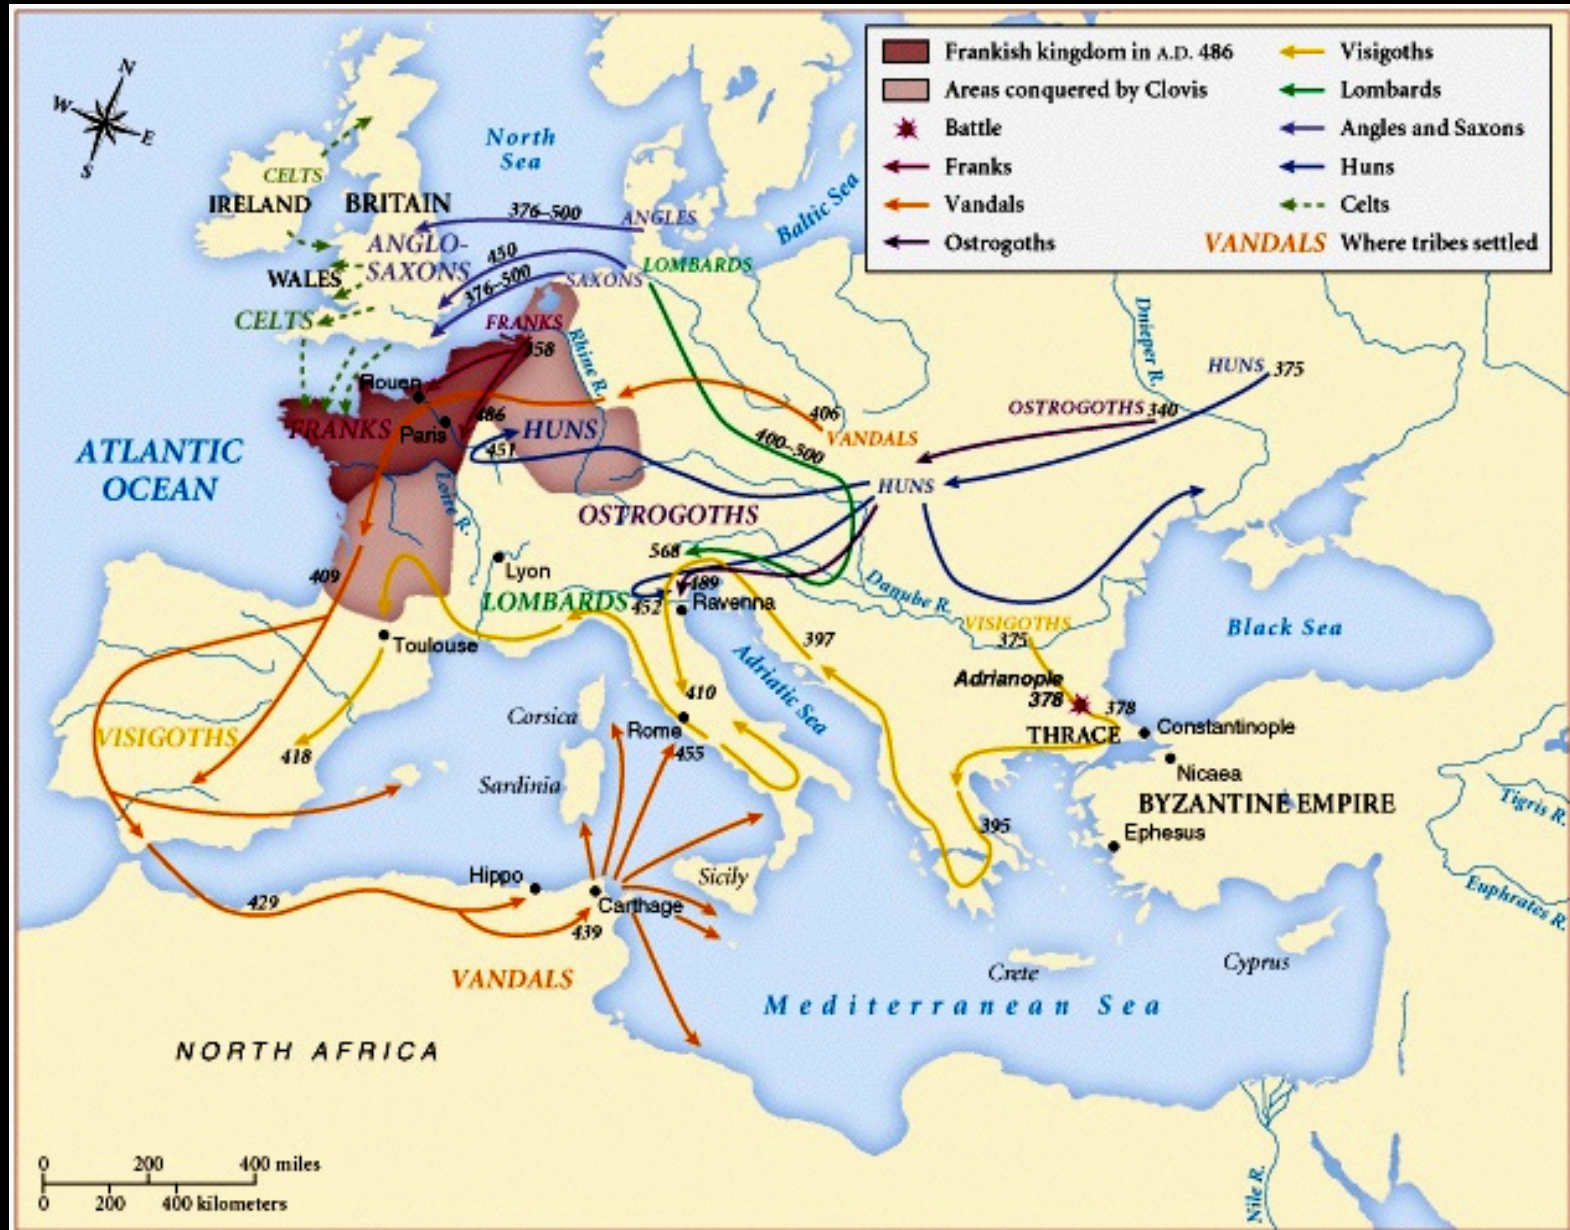 N
W
E
S
North
Sea
Baltic Sea
Frankish kingdom in A.D. 486
Areas conquered by Clovis
Battle
Franks
Vandals
Ostrogoths
Visigoths
Lombards
Angles and Saxons
Huns
Celts
VANDALS Where tribes settled
CELTS
IRELAND
BRITAIN
376–500
ANGLES
ANGLO-
SAXONS
450
376–500
SAXONS
LOMBARDS
WALES
CELTS
FRANKS
358
Rhine R.
Dnieper R.
HUNS 375
Rouen
FRANKS
Paris
486
HUNS
451
406
VANDALS
OSTROGOTHS 340
400–500
HUNS
ATLANTIC
OCEAN
Loire R.
OSTROGOTHS
568
Lyon
409
LOMBARDS
452
489
Ravenna
Danube R.
VISIGOTHS
375
Black Sea
Toulouse
397
Adriatic Sea
Adrianople
378
378
THRACE
Constantinople
Nicaea
BYZANTINE EMPIRE
Ephesus
410
Corsica
Rome
455
VISIGOTHS
418
Sardinia
395
Tigris R.
Euphrates R.
Hippo
Sicily
429
Carthage
439
VANDALS
Crete
Cyprus
Mediterranean Sea
NORTH AFRICA
Nile R.
0 200 400 miles
0 200 400 kilometers